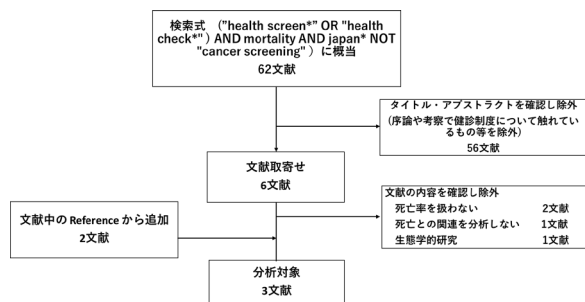 検索式 ("health screen*" OR "health
check*" ) AND mortality AND japan* NOT
"cancer screening" ) に概当
62文献
タイトル・アブストラクトを確認し除外
(序論や考察で健診制度について触れてい
るもの等を除外)
56文献
文献取寄せ
6文献
文献の内容を確認し除外
死亡率を扱わない 2文献
死亡との関連を分析しない 1文献
生態学的研究 1文献
文献中の Reference から追加
2文献
分析対象
3文献